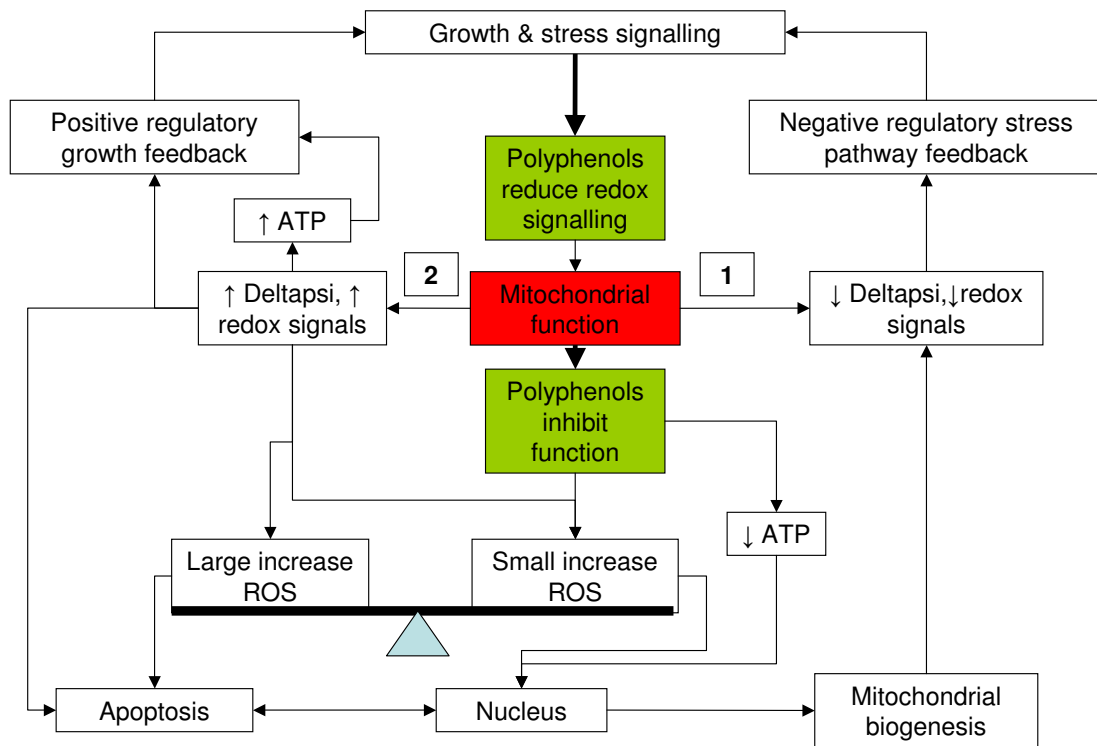 Growth & stress signalling
Positive regulatory
growth feedback
Negative regulatory stress
pathway feedback
Polyphenols
reduce redox
signalling
↑ ATP
2
1
↑ Deltapsi, ↑
redox signals
Mitochondrial
function
↓ Deltapsi,↓redox
signals
Polyphenols
inhibit
function
↓ ATP
Large increase
ROS
Small increase
ROS
Apoptosis
Nucleus
Mitochondrial
biogenesis